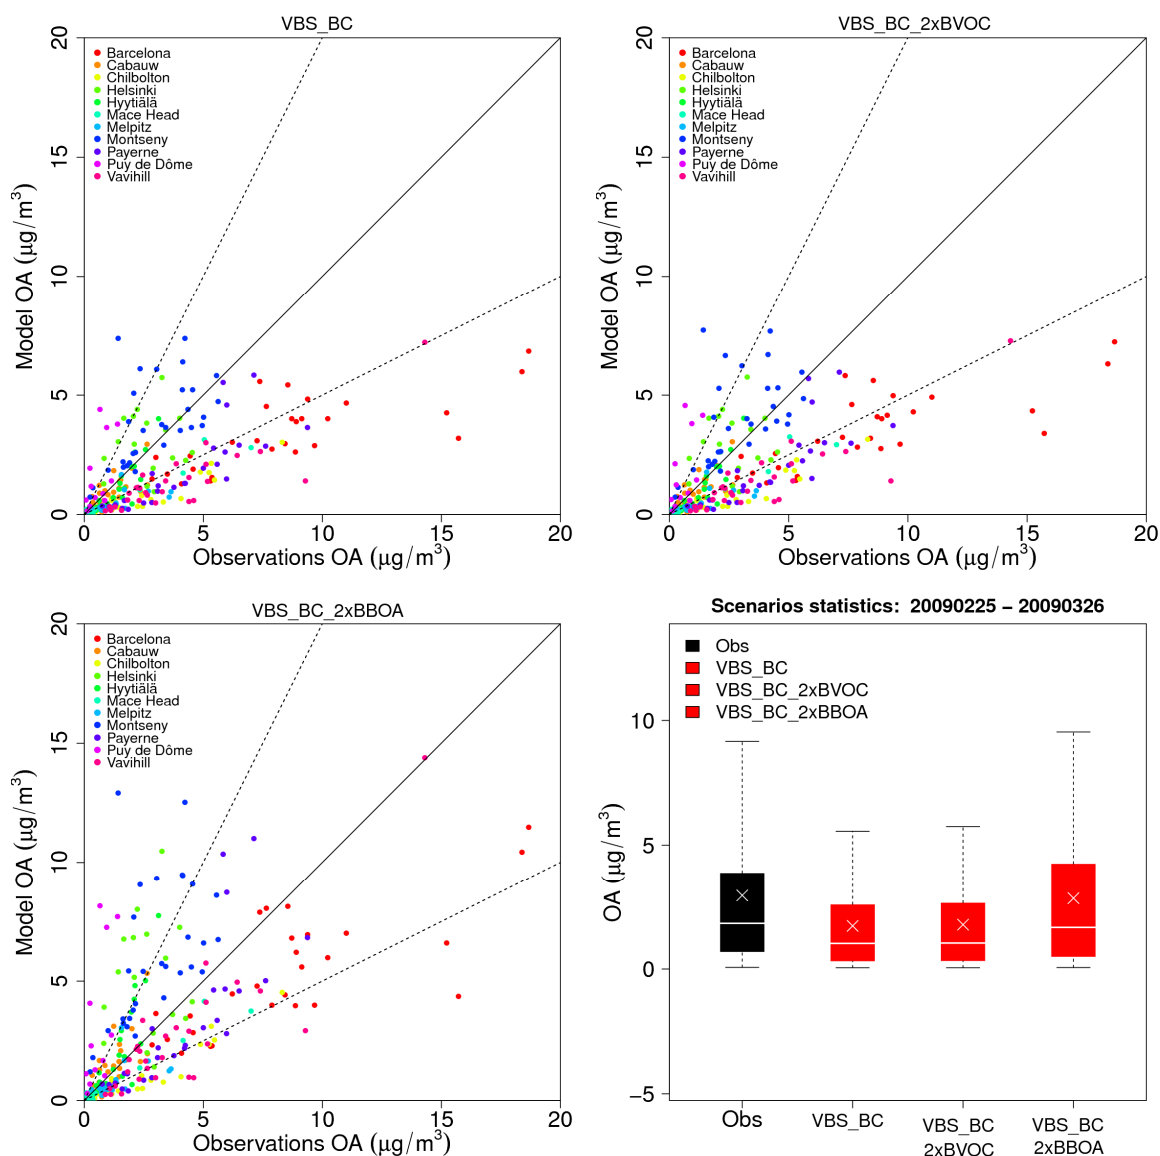 VBS_BC
Barcelona
Cabauw
Chilbolton
Helsinki
Hyytiälä
Mace Head
Melpitz
Montseny
Payerne
Puy de Dôme
Vavihill
20
15
10
5
0
Model OA (µg/m³)
0 5 10 15 20
Observations OA (µg/m³)
VBS_BC_2xBVOC
Barcelona
Cabauw
Chilbolton
Helsinki
Hyytiälä
Mace Head
Melpitz
Montseny
Payerne
Puy de Dôme
Vavihill
20
15
10
5
0
Model OA (µg/m³)
0 5 10 15 20
Observations OA (µg/m³)
VBS_BC_2xBBOA
Barcelona
Cabauw
Chilbolton
Helsinki
Hyytiälä
Mace Head
Melpitz
Montseny
Payerne
Puy de Dôme
Vavihill
20
15
10
5
0
Model OA (µg/m³)
0 5 10 15 20
Observations OA (µg/m³)
Scenarios statistics: 20090225 − 20090326
Obs
VBS_BC
VBS_BC_2xBVOC
VBS_BC_2xBBOA
10
5
0
−5
OA (µg/m³)
Obs VBS_BC VBS_BC VBS_BC
2xBVOC 2xBBOA